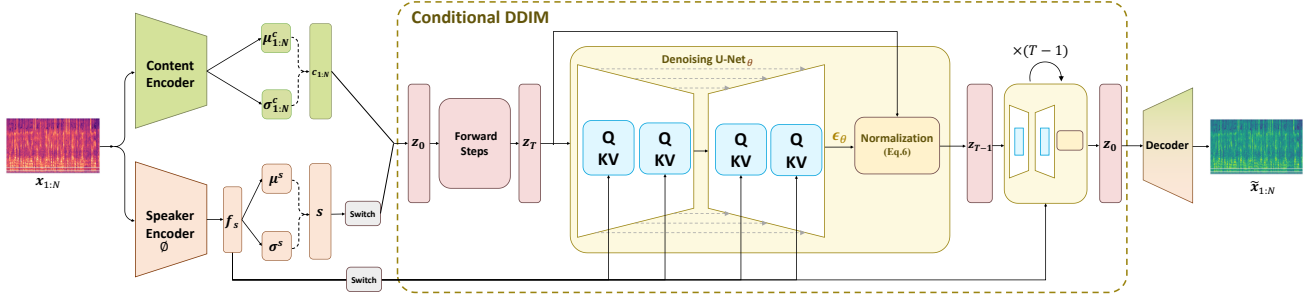 Conditional DDIM
Content
Encoder
μ^c_{1:N}
σ^c_{1:N}
c_{1:N}
x_{1:N}
Speaker
Encoder
∅
f_s
μ^s
σ^s
s
Switch
Switch
z_0
Forward
Steps
z_T
Denoising U-Net_θ
Q
KV
Q
KV
Q
KV
Q
KV
ϵ_θ
Normalization
(Eq.6)
z_{T-1}
×(T − 1)
z_0
Decoder
x̃_{1:N}